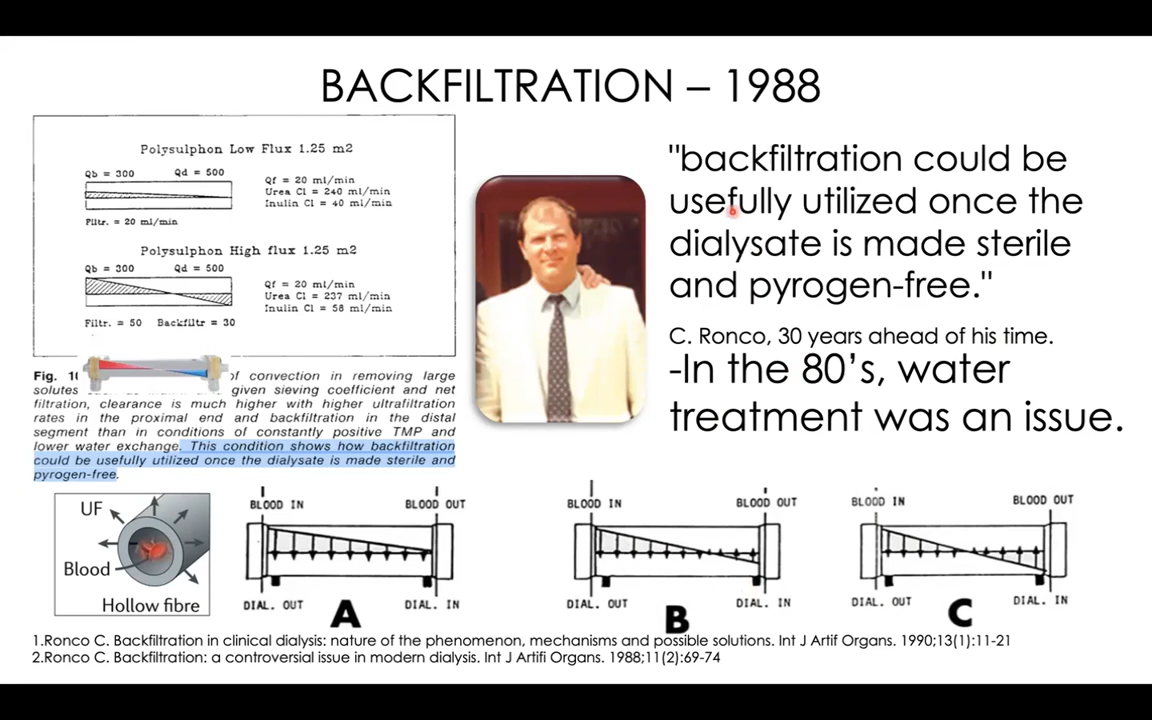 BACKFILTRATION – 1988
Polysulphon Low Flux 1.25 m2
Qb = 300 Qd = 500
Qf = 20 ml/min
Urea Cl = 240 ml/min
Inulin Cl = 40 ml/min
Filtr. = 20 ml/min
Polysulphon High flux 1.25 m2
Qb = 300 Qd = 500
Qf = 20 ml/min
Urea Cl = 237 ml/min
Inulin Cl = 58 ml/min
Filtr. = 50 Backfiltr = 30
Fig. of convection in removing large
solutes given sieving coefficient and net
filtration, clearance is much higher with higher ultrafiltration
rates in the proximal end and backfiltration in the distal
segment than in conditions of constantly positive TMP and
lower water exchange. This condition shows how backfiltration
could be usefully utilized once the dialysate is made sterile and
pyrogen-free.
"backfiltration could be
usefully utilized once the
dialysate is made sterile
and pyrogen-free."
C. Ronco, 30 years ahead of his time.
-In the 80's, water
treatment was an issue.
UF
Blood
Hollow fibre
BLOOD IN BLOOD OUT
DIAL. OUT DIAL. IN
A
BLOOD IN BLOOD OUT
DIAL. OUT DIAL. IN
B
BLOOD IN BLOOD OUT
DIAL. OUT DIAL. IN
C
1.Ronco C. Backfiltration in clinical dialysis: nature of the phenomenon, mechanisms and possible solutions. Int J Artif Organs. 1990;13(1):11-21
2.Ronco C. Backfiltration: a controversial issue in modern dialysis. Int J Artifi Organs. 1988;11(2):69-74